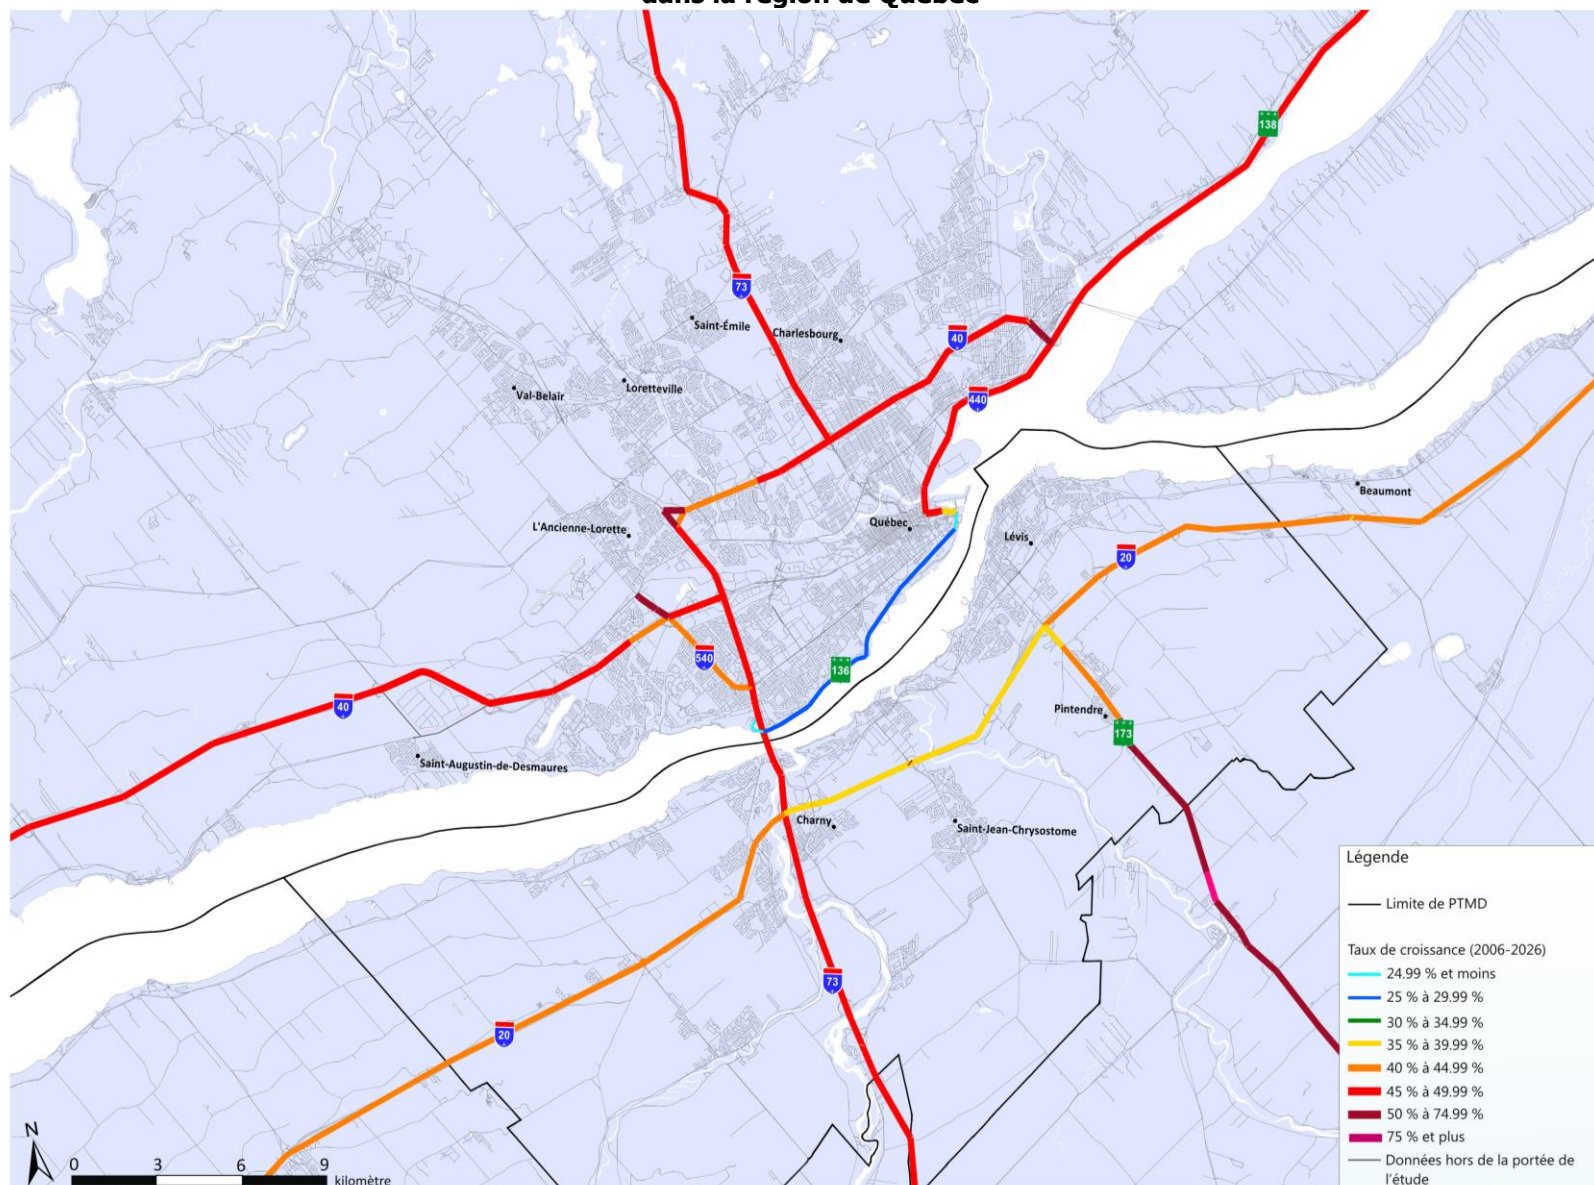 dans la région de Québec
138
73
Saint-Émile
Charlesbourg
40
Loretteville
Val-Belair
440
Beaumont
L'Ancienne-Lorette
Québec
Lévis
20
540
136
40
Pintendre
173
Saint-Augustin-de-Desmaures
Charny
Saint-Jean-Chrysostome
73
20
Légende
Limite de PTMD
Taux de croissance (2006-2026)
24.99 % et moins
25 % à 29.99 %
30 % à 34.99 %
35 % à 39.99 %
40 % à 44.99 %
45 % à 49.99 %
50 % à 74.99 %
75 % et plus
Données hors de la portée de
l'étude
N
0 3 6 9
kilomètre